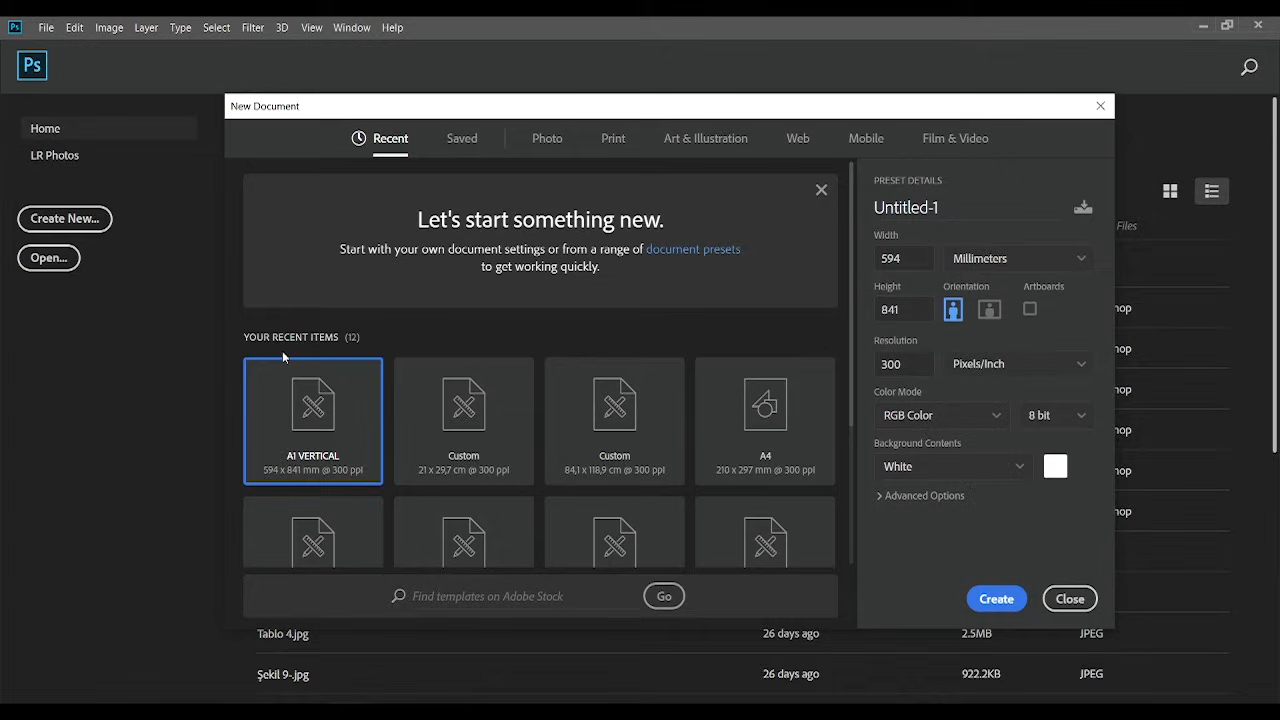 Ps File Edit Image Layer Type Select Filter 3D View Window Help
Ps
Home
LR Photos
Create New...
Open...
New Document
Recent Saved Photo Print Art & Illustration Web Mobile Film & Video
Let's start something new.
Start with your own document settings or from a range of document presets
to get working quickly.
YOUR RECENT ITEMS (12)
A1 VERTICAL
594 x 841 mm @ 300 ppi
Custom
21 x 29,7 cm @ 300 ppi
Custom
84,1 x 118,9 cm @ 300 ppi
A4
210 x 297 mm @ 300 ppi
Find templates on Adobe Stock Go
PRESET DETAILS
Untitled-1
Width
594 Millimeters
Height Orientation Artboards
841
Resolution
300 Pixels/Inch
Color Mode
RGB Color 8 bit
Background Contents
White
Advanced Options
Create Close
Files
hop
hop
hop
hop
hop
hop
Tablo 4.jpg 26 days ago 2.5MB JPEG
Şekil 9-.jpg 26 days ago 922.2KB JPEG